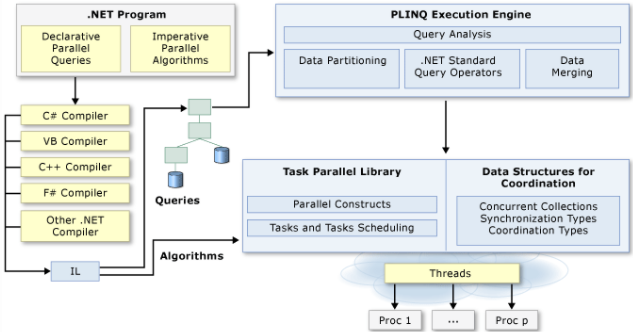 .NET Program
Declarative
Parallel
Queries
Imperative
Parallel
Algorithms
C# Compiler
VB Compiler
C++ Compiler
F# Compiler
Other .NET
Compiler
IL
Queries
Algorithms
PLINQ Execution Engine
Query Analysis
Data Partitioning
.NET Standard
Query Operators
Data
Merging
Task Parallel Library
Parallel Constructs
Tasks and Tasks Scheduling
Data Structures for
Coordination
Concurrent Collections
Synchronization Types
Coordination Types
Threads
Proc 1
...
Proc p